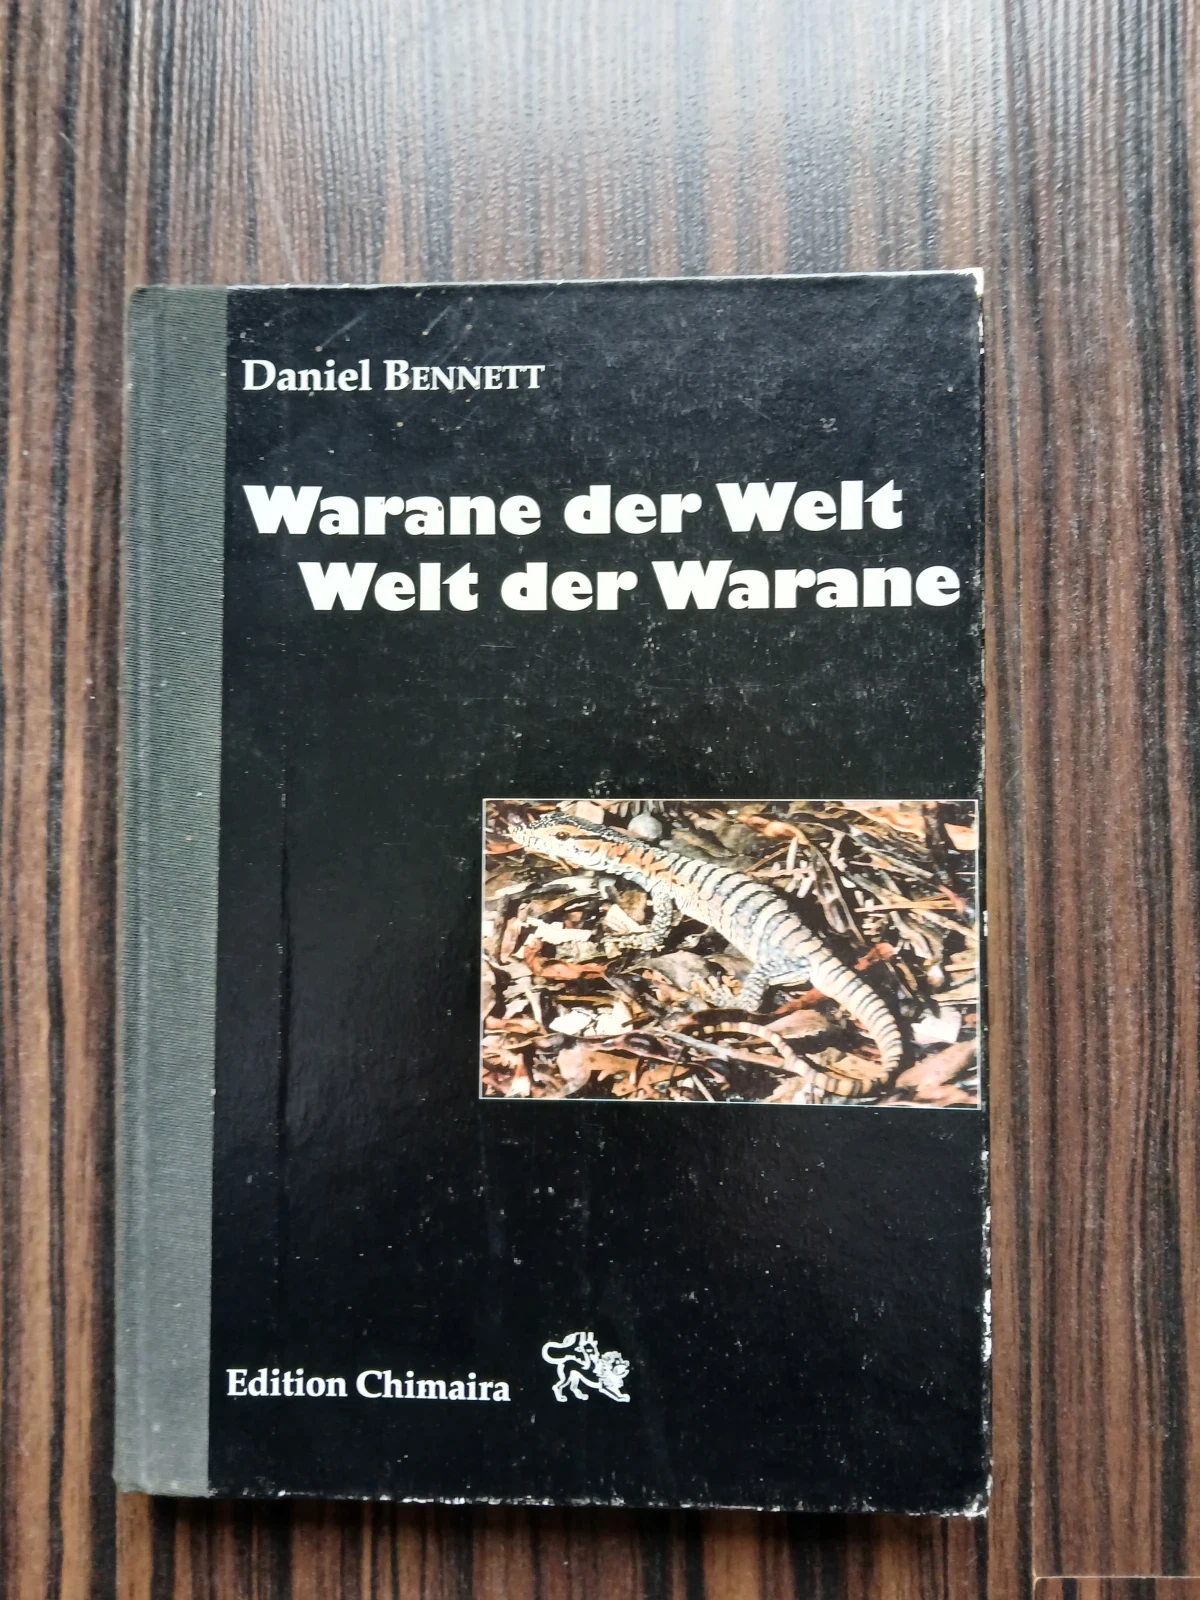 Daniel BENNETT
Warane der Welt
Welt der Warane
Edition Chimaira